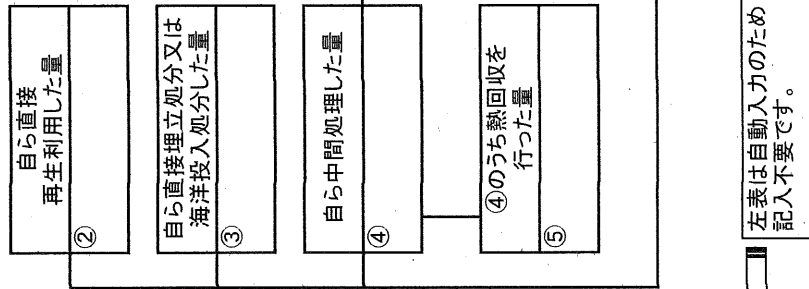 自ら直接
再生利用した量
②
自ら直接埋立処分又は
海洋投入処分した量
③
自ら中間処理した量
④
④のうち熱回収を
行った量
⑤
左表は自動入力のため
記入不要です。